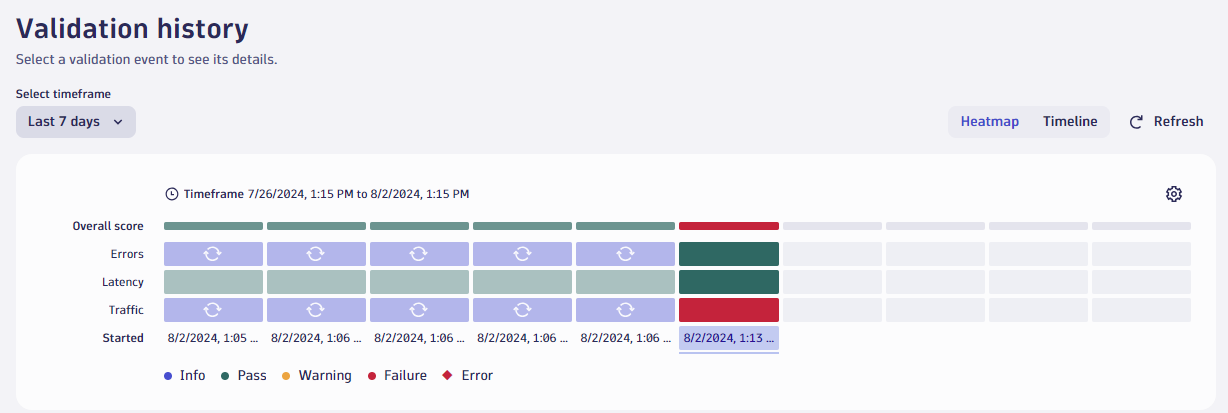 Validation history
Select a validation event to see its details.
Select timeframe
Last 7 days
Heatmap Timeline Refresh
Timeframe 7/26/2024, 1:15 PM to 8/2/2024, 1:15 PM
Overall score
Errors
Latency
Traffic
Started 8/2/2024, 1:05 ... 8/2/2024, 1:06 ... 8/2/2024, 1:06 ... 8/2/2024, 1:06 ... 8/2/2024, 1:06 ... 8/2/2024, 1:13 ...
Info Pass Warning Failure Error